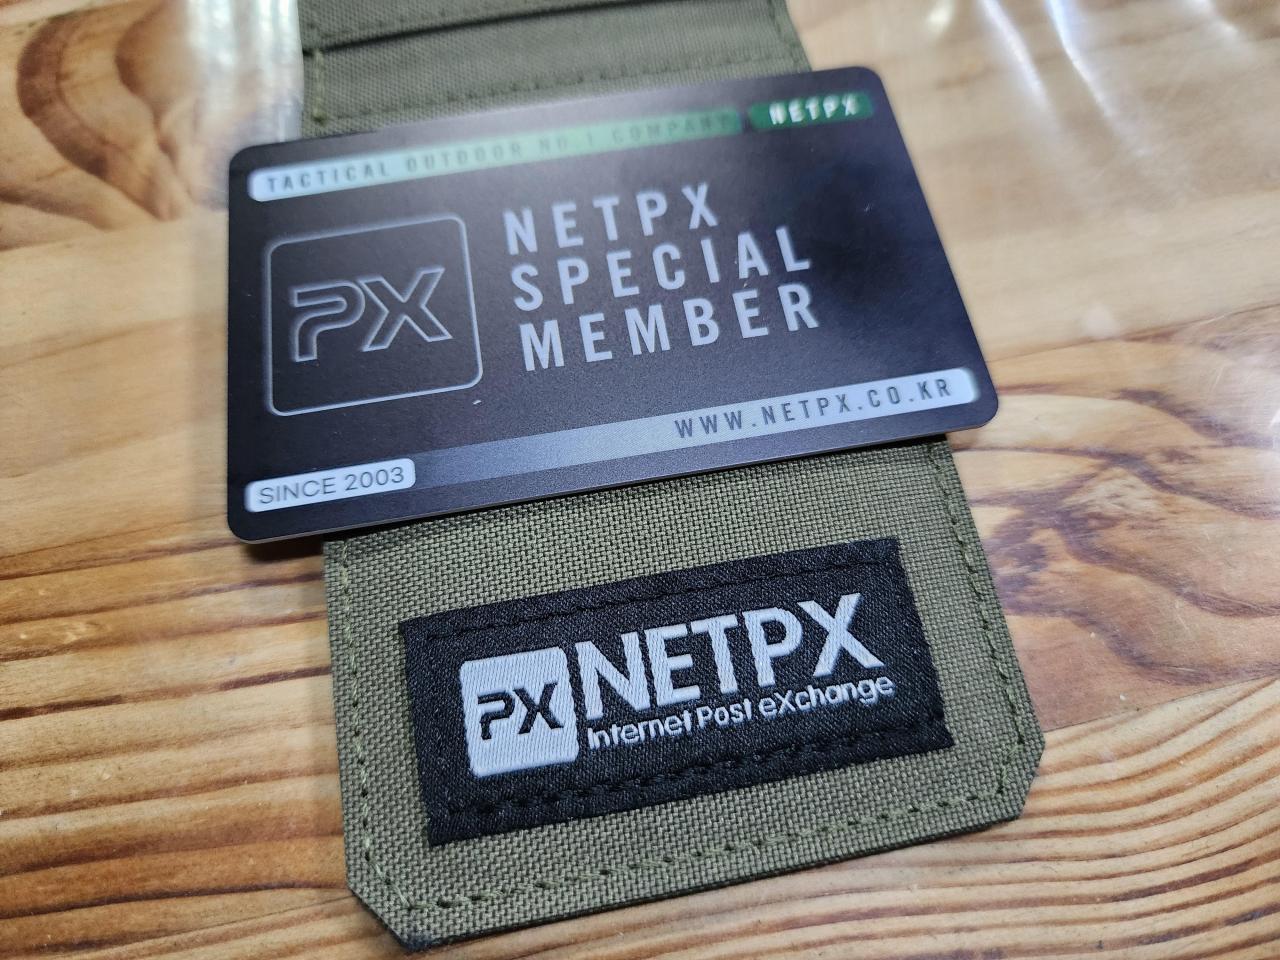 TACTICAL OUTDOOR NO.1 COMPANY NETPX
PX
NETPX
SPECIAL
MEMBER
WWW.NETPX.CO.KR
SINCE 2003
PX NETPX
Internet Post eXchange